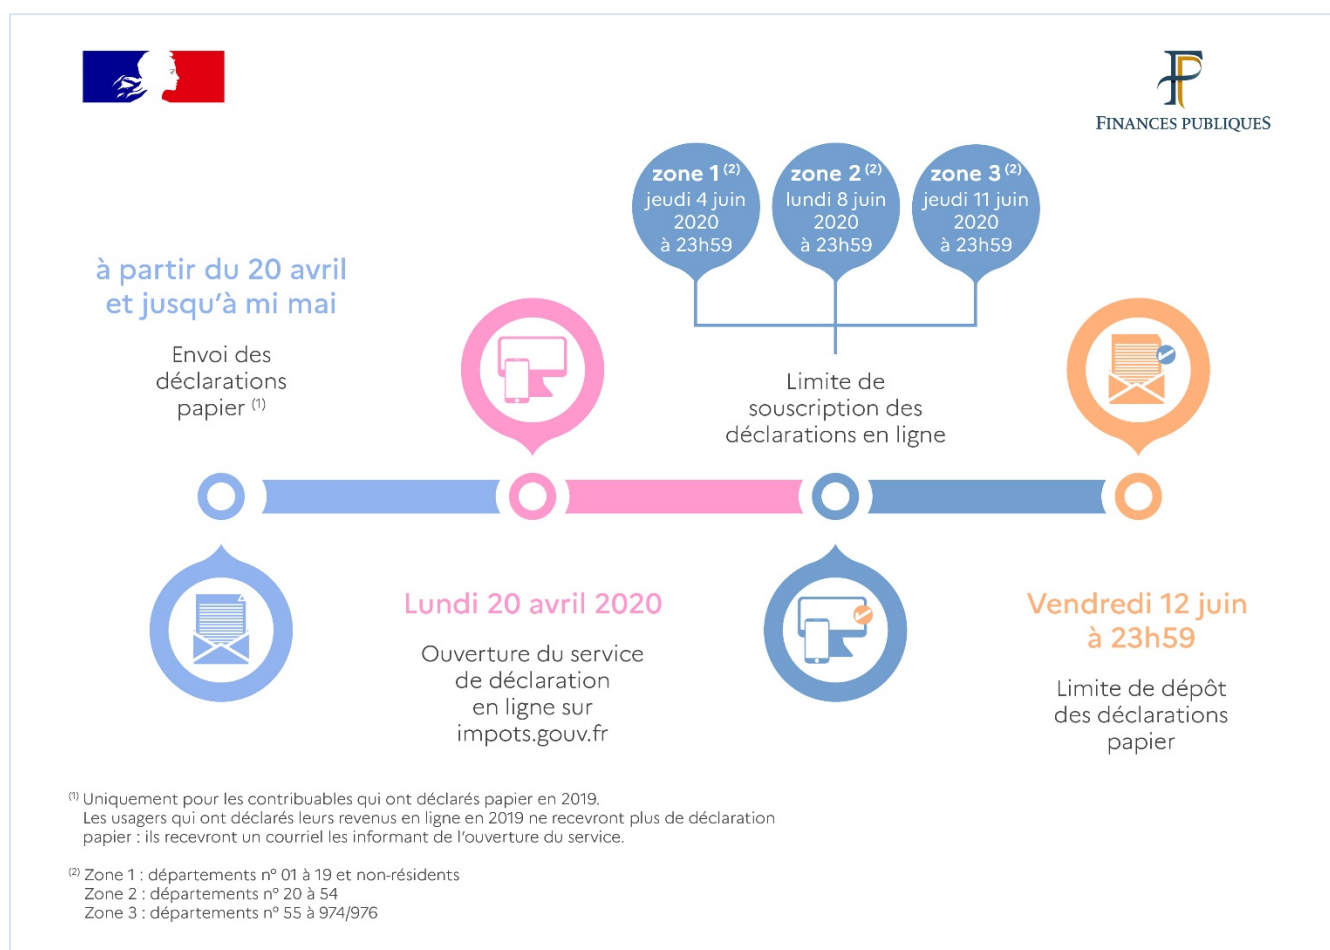 FINANCES PUBLIQUES
zone 1 (2)
jeudi 4 juin
2020
à 23h59
zone 2 (2)
lundi 8 juin
2020
à 23h59
zone 3 (2)
jeudi 11 juin
2020
à 23h59
à partir du 20 avril
et jusqu'à mi mai
Envoi des
déclarations
papier (1)
Limite de
souscription des
déclarations en ligne
Lundi 20 avril 2020
Ouverture du service
de déclaration
en ligne sur
impots.gouv.fr
Vendredi 12 juin
à 23h59
Limite de dépôt
des déclarations
papier
(1) Uniquement pour les contribuables qui ont déclarés papier en 2019.
Les usagers qui ont déclarés leurs revenus en ligne en 2019 ne recevront plus de déclaration
papier : ils recevront un courriel les informant de l'ouverture du service.
(2) Zone 1 : départements nº 01 à 19 et non-résidents
Zone 2 : départements nº 20 à 54
Zone 3 : départements nº 55 à 974/976